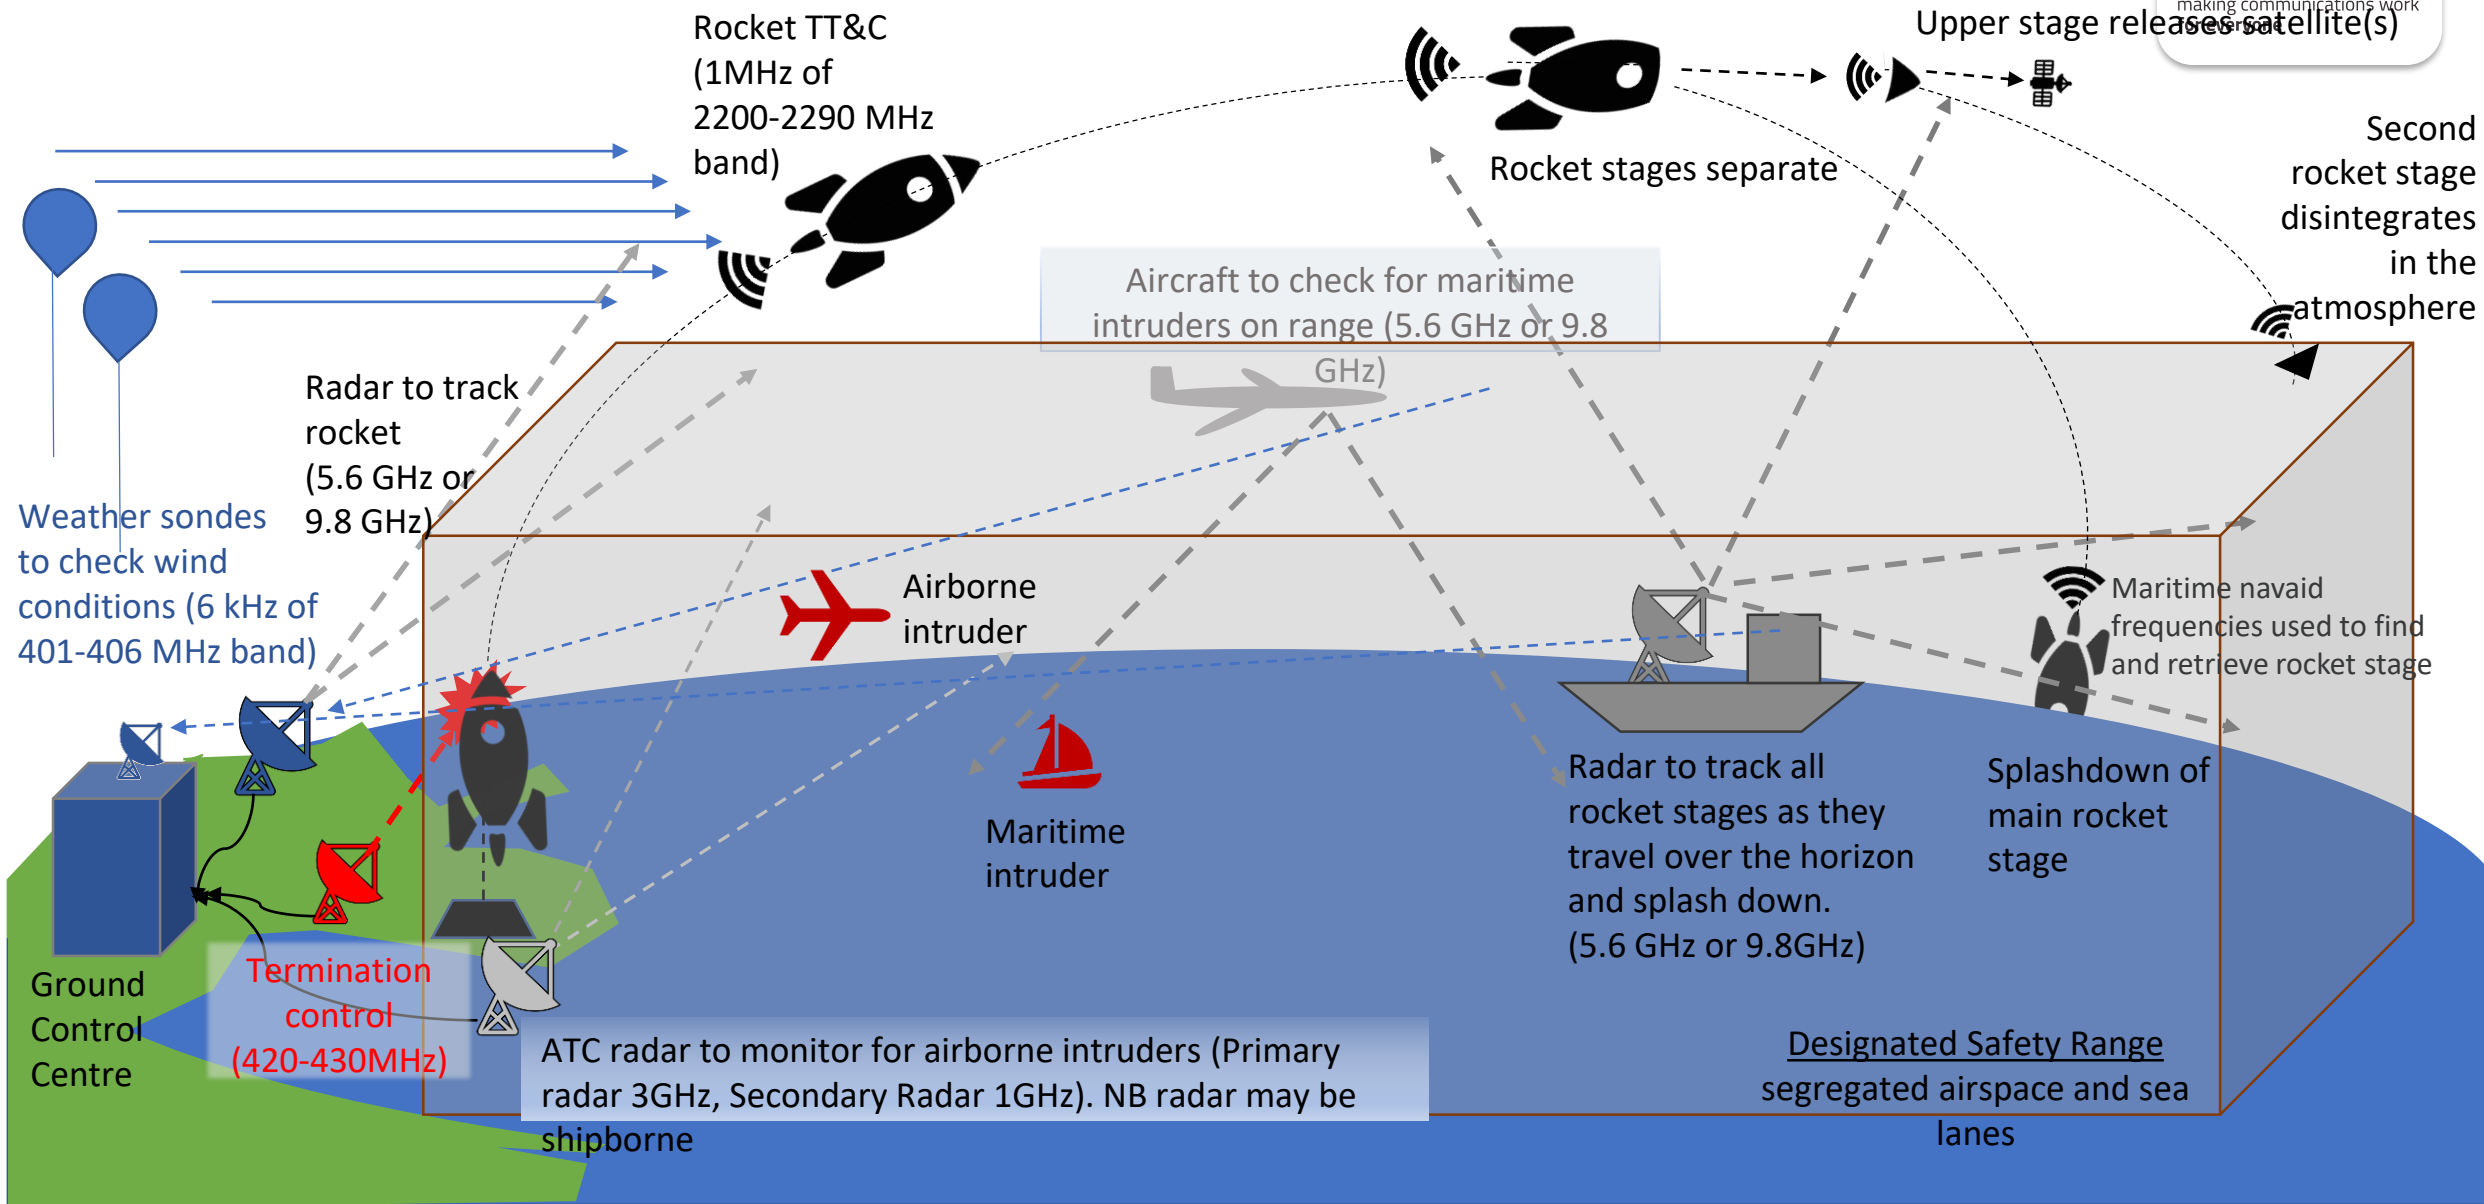 making communications work
for everyone
Upper stage releases satellite(s)
Rocket TT&C
(1MHz of
2200-2290 MHz
band)
Rocket stages separate
Second
rocket stage
disintegrates
in the
atmosphere
Aircraft to check for maritime
intruders on range (5.6 GHz or 9.8
GHz)
Radar to track
rocket
(5.6 GHz or
9.8 GHz)
Weather sondes
to check wind
conditions (6 kHz of
401-406 MHz band)
Airborne
intruder
Maritime navaid
frequencies used to find
and retrieve rocket stage
Maritime
intruder
Radar to track all
rocket stages as they
travel over the horizon
and splash down.
(5.6 GHz or 9.8GHz)
Splashdown of
main rocket
stage
Ground
Control
Centre
Termination
control
(420-430MHz)
ATC radar to monitor for airborne intruders (Primary
radar 3GHz, Secondary Radar 1GHz). NB radar may be
shipborne
Designated Safety Range
segregated airspace and sea
lanes